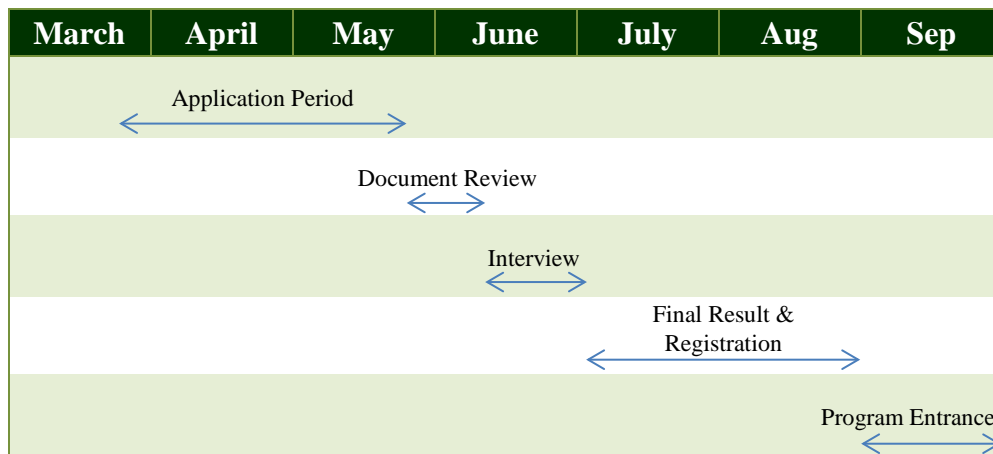 March April May June July Aug Sep
Application Period
Document Review
Interview
Final Result &
Registration
Program Entrance